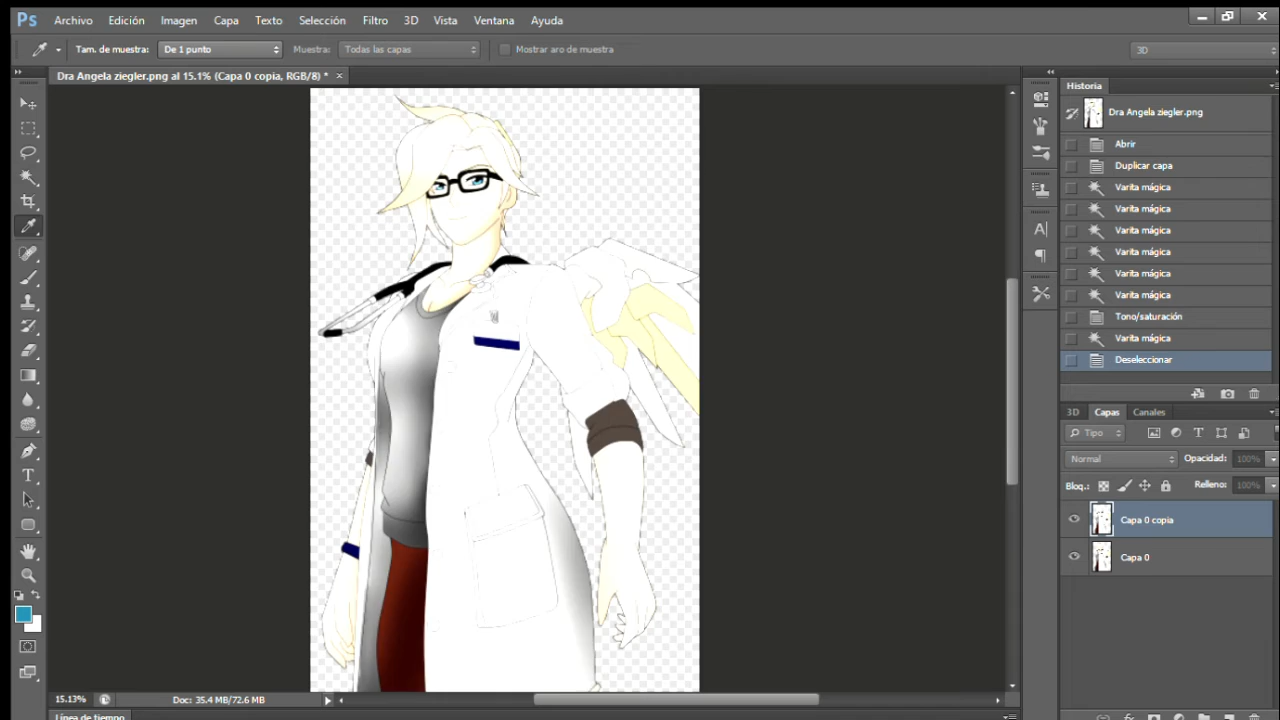 Ps Archivo Edición Imagen Capa Texto Selección Filtro 3D Vista Ventana Ayuda
Tam. de muestra: De 1 punto Muestra: Todas las capas Mostrar aro de muestra 3D
Dra Angela ziegler.png al 15.1% (Capa 0 copia, RGB/8) * ×
Historia
Dra Angela ziegler.png
Abrir
Duplicar capa
Varita mágica
Varita mágica
Varita mágica
Varita mágica
Varita mágica
Varita mágica
Tono/saturación
Varita mágica
Deseleccionar
3D Capas Canales
Tipo
Normal Opacidad: 100%
Bloq.: Relleno: 100%
Capa 0 copia
Capa 0
15.13% Doc: 35.4 MB/72.6 MB
Línea de tiempo